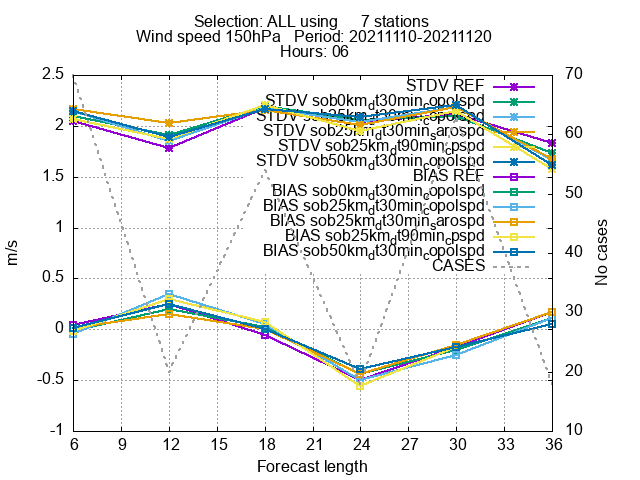 Selection: ALL using 7 stations
Wind speed 150hPa Period: 20211110-20211120
Hours: 06
2.5
2
1.5
1
0.5
0
-0.5
-1
m/s
70
60
50
40
30
20
10
No cases
STDV REF
STDV sob0km_dt30min_copolspd
STDV sob25km_dt30min_copolspd
STDV sob25km_dt30min_sarospd
STDV sob25km_dt90min_cpspd
STDV sob50km_dt30min_copolspd
BIAS REF
BIAS sob0km_dt30min_copolspd
BIAS sob25km_dt30min_copolspd
BIAS sob25km_dt30min_sarospd
BIAS sob25km_dt90min_cpspd
BIAS sob50km_dt30min_copolspd
CASES
6 9 12 15 18 21 24 27 30 33 36
Forecast length